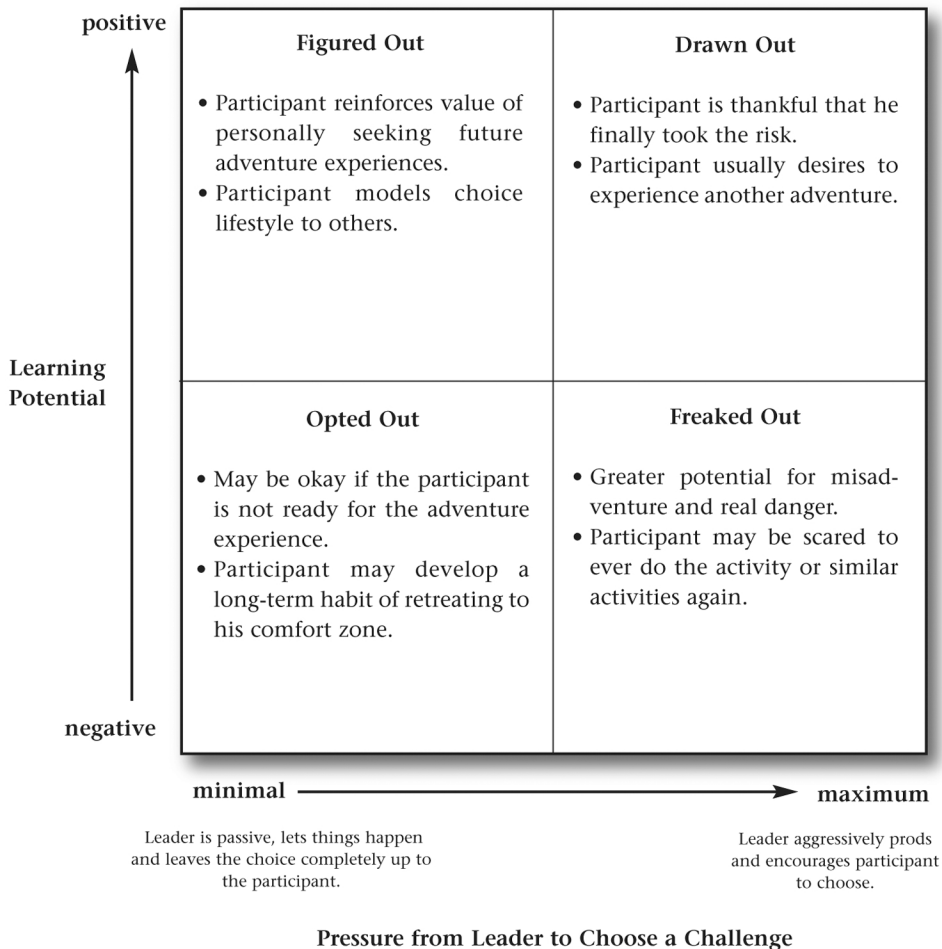 positive
Figured Out
• Participant reinforces value of
personally seeking future
adventure experiences.
• Participant models choice
lifestyle to others.
Drawn Out
• Participant is thankful that he
finally took the risk.
• Participant usually desires to
experience another adventure.
Learning
Potential
Opted Out
• May be okay if the participant
is not ready for the adventure
experience.
• Participant may develop a
long-term habit of retreating to
his comfort zone.
Freaked Out
• Greater potential for misad-
venture and real danger.
• Participant may be scared to
ever do the activity or similar
activities again.
negative
minimal
maximum
Leader is passive, lets things happen
and leaves the choice completely up to
the participant.
Leader aggressively prods
and encourages participant
to choose.
Pressure from Leader to Choose a Challenge